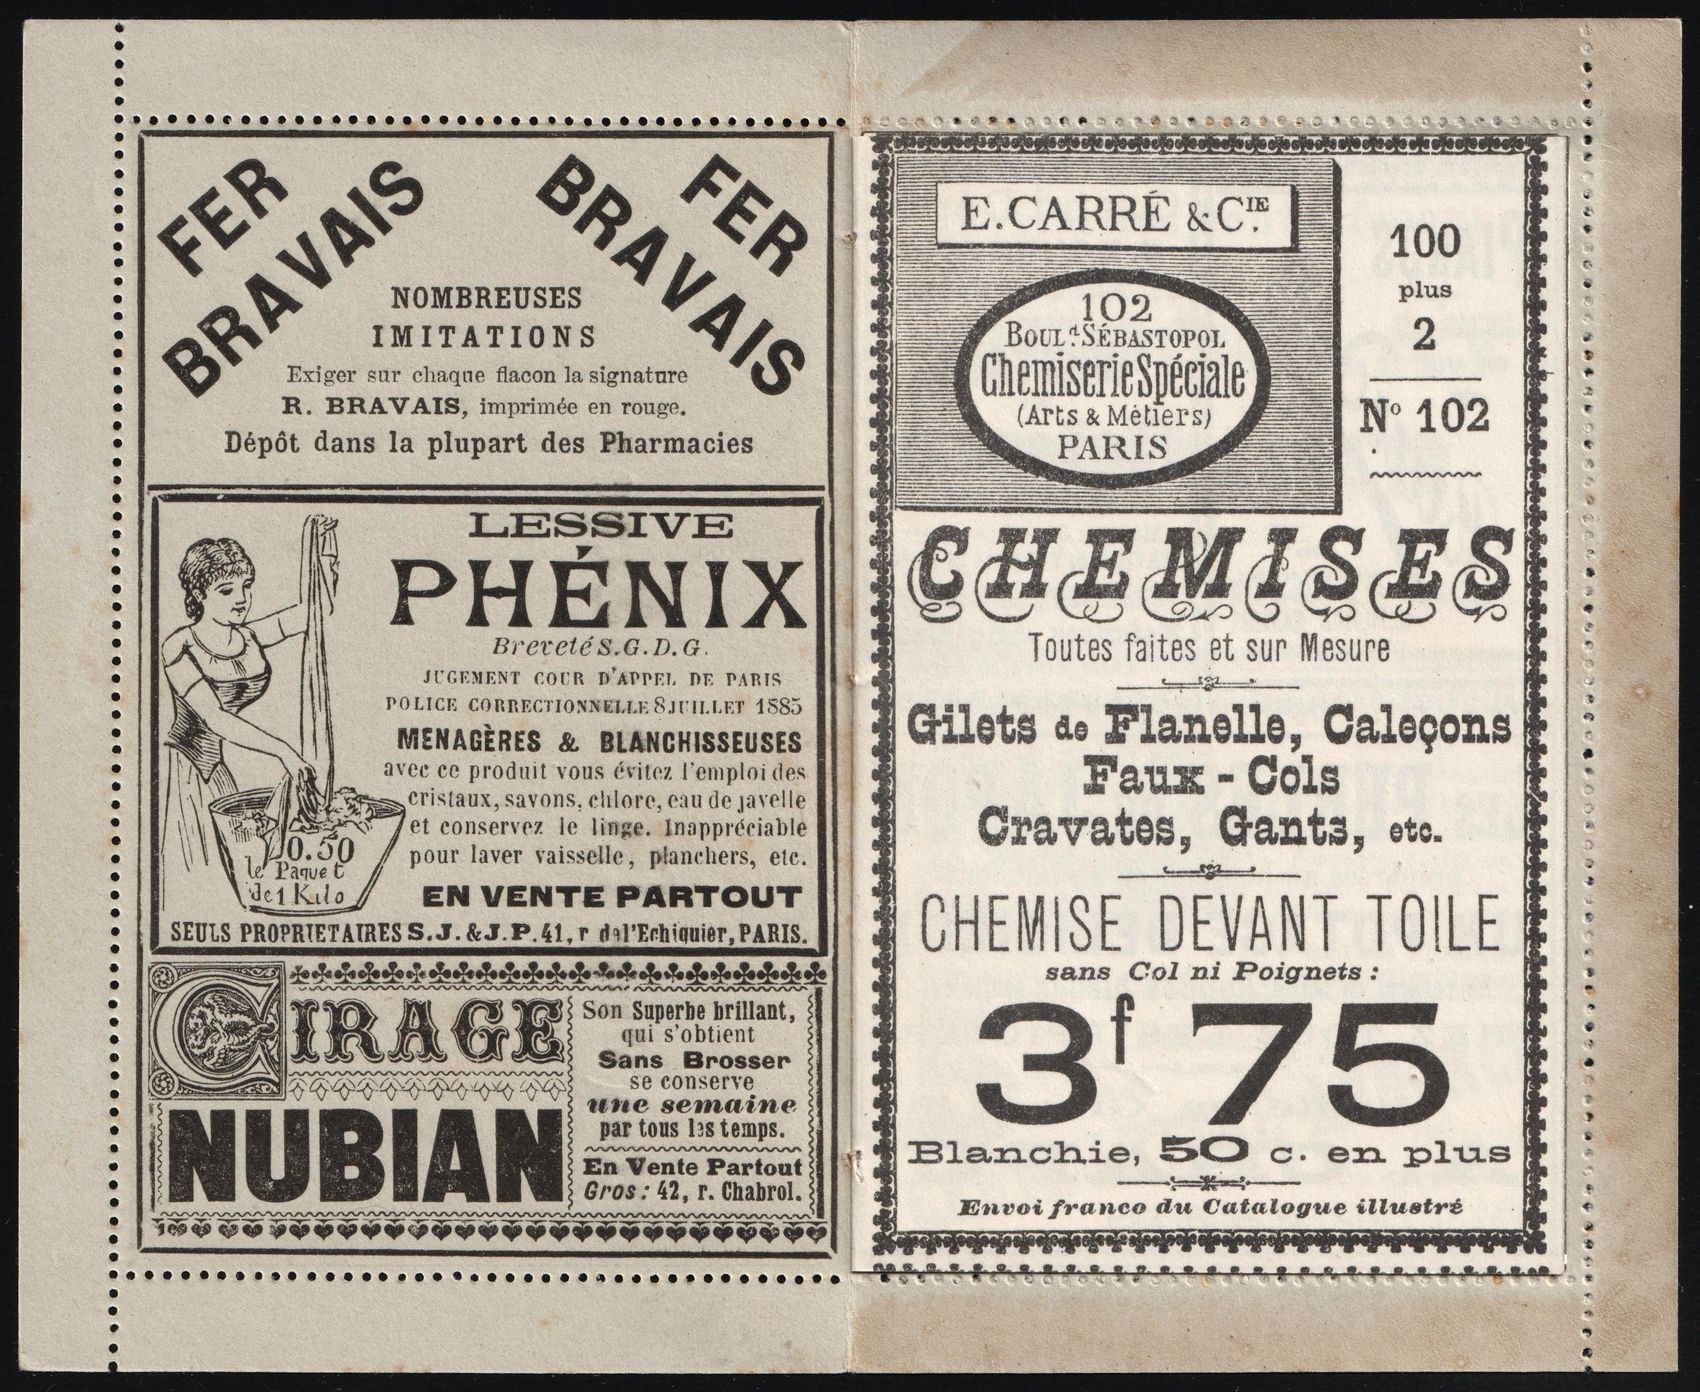 FER
BRAVAIS
FER
BRAVAIS
NOMBREUSES
IMITATIONS
Exiger sur chaque flacon la signature
R. BRAVAIS, imprimée en rouge.
Dépôt dans la plupart des Pharmacies
LESSIVE
PHÉNIX
Breveté S.G.D.G.
JUGEMENT COUR D'APPEL DE PARIS
POLICE CORRECTIONNELLE 8 JUILLET 1885
MENAGÈRES & BLANCHISSEUSES
avec ce produit vous évitez l'emploi des
cristaux, savons, chlore, eau de javelle
et conservez le linge. Inappréciable
pour laver vaisselle, planchers, etc.
EN VENTE PARTOUT
0.50
le Paquet
de 1 Kilo
SEULS PROPRIETAIRES S.J. & J.P. 41, r de l'Echiquier, PARIS.
CIRAGE
NUBIAN
Son Superbe brillant,
qui s'obtient
Sans Brosser
se conserve
une semaine
par tous les temps.
En Vente Partout
Gros: 42, r. Chabrol.
E. CARRÉ & CIE.
102
BOUL.d SÉBASTOPOL
Chemiserie Spéciale
(Arts & Métiers)
PARIS
100
plus
2
No 102
CHEMISES
Toutes faites et sur Mesure
Gilets de Flanelle, Caleçons
Faux-Cols
Cravates, Gants, etc.
CHEMISE DEVANT TOILE
sans Col ni Poignets:
3f 75
Blanchie, 50 c. en plus
Envoi franco du Catalogue illustré